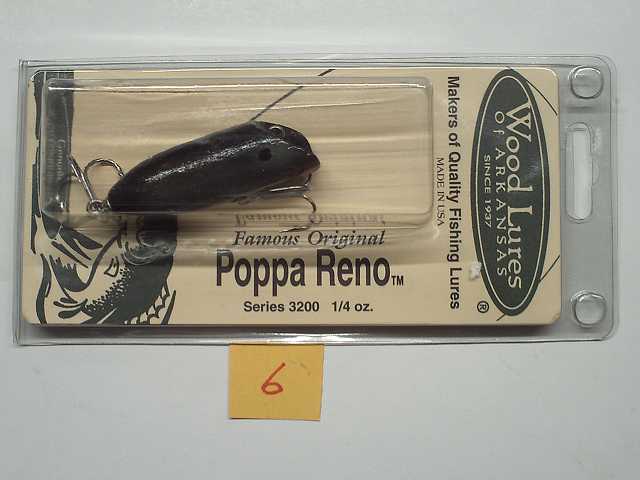 Famous Original
Poppa Reno™
Series 3200 1/4 oz.
Makers of Quality Fishing Lures
MADE IN USA
Wood Lures
OF ARKANSAS
SINCE 1937
®
6